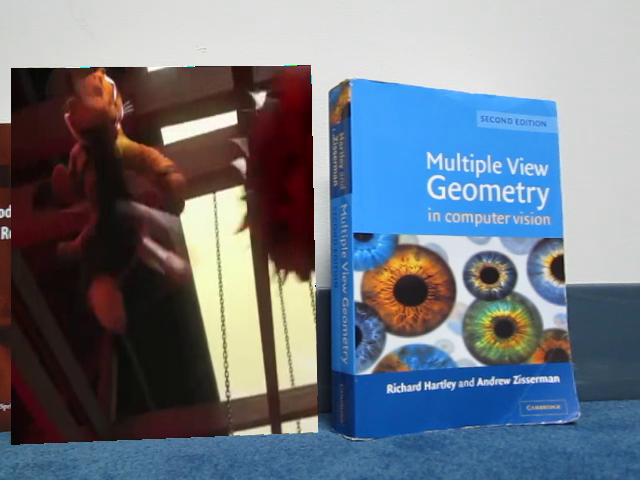 SECOND EDITION
Multiple View
Geometry
in computer vision
Richard Hartley and Andrew Zisserman
CAMBRIDGE
Hartley and
Zisserman
Multiple View Geometry